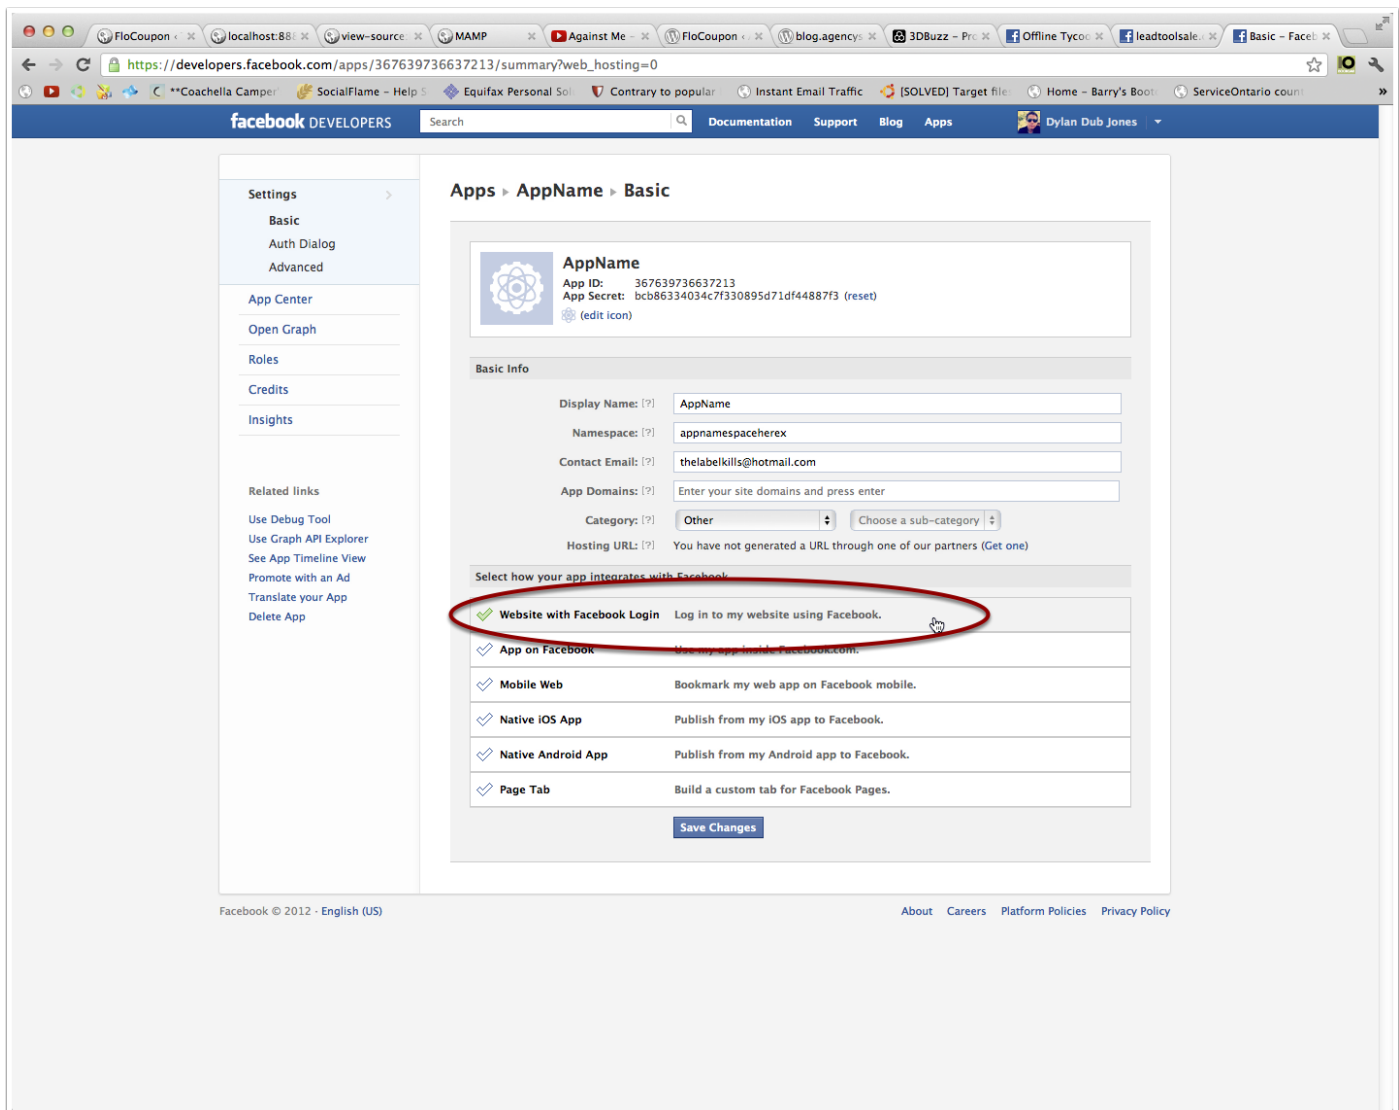 FloCoupon ‹
localhost:88
view-source:
MAMP
Against Me –
FloCoupon ‹
blog.agencys
3DBuzz – Pro
Offline Tycoo
leadtoolsale.c
Basic – Faceb
https://developers.facebook.com/apps/367639736637213/summary?web_hosting=0
**Coachella Camper
SocialFlame – Help S
Equifax Personal Sol
Contrary to popular
Instant Email Traffic
[SOLVED] Target file
Home – Barry's Boot
ServiceOntario count
»
facebook DEVELOPERS
Search
Documentation
Support
Blog
Apps
Dylan Dub Jones
Settings
Basic
Auth Dialog
Advanced
App Center
Open Graph
Roles
Credits
Insights
Related links
Use Debug Tool
Use Graph API Explorer
See App Timeline View
Promote with an Ad
Translate your App
Delete App
Apps ▸ AppName ▸ Basic
AppName
App ID: 367639736637213
App Secret: bcb86334034c7f330895d71df44887f3 (reset)
(edit icon)
Basic Info
Display Name: [?] AppName
Namespace: [?] appnamespaceherex
Contact Email: [?] thelabelkills@hotmail.com
App Domains: [?] Enter your site domains and press enter
Category: [?] Other Choose a sub-category
Hosting URL: [?] You have not generated a URL through one of our partners (Get one)
Select how your app integrates with Facebook
Website with Facebook Login Log in to my website using Facebook.
App on Facebook Use my app inside Facebook.com.
Mobile Web Bookmark my web app on Facebook mobile.
Native iOS App Publish from my iOS app to Facebook.
Native Android App Publish from my Android app to Facebook.
Page Tab Build a custom tab for Facebook Pages.
Save Changes
Facebook © 2012 · English (US)
About Careers Platform Policies Privacy Policy